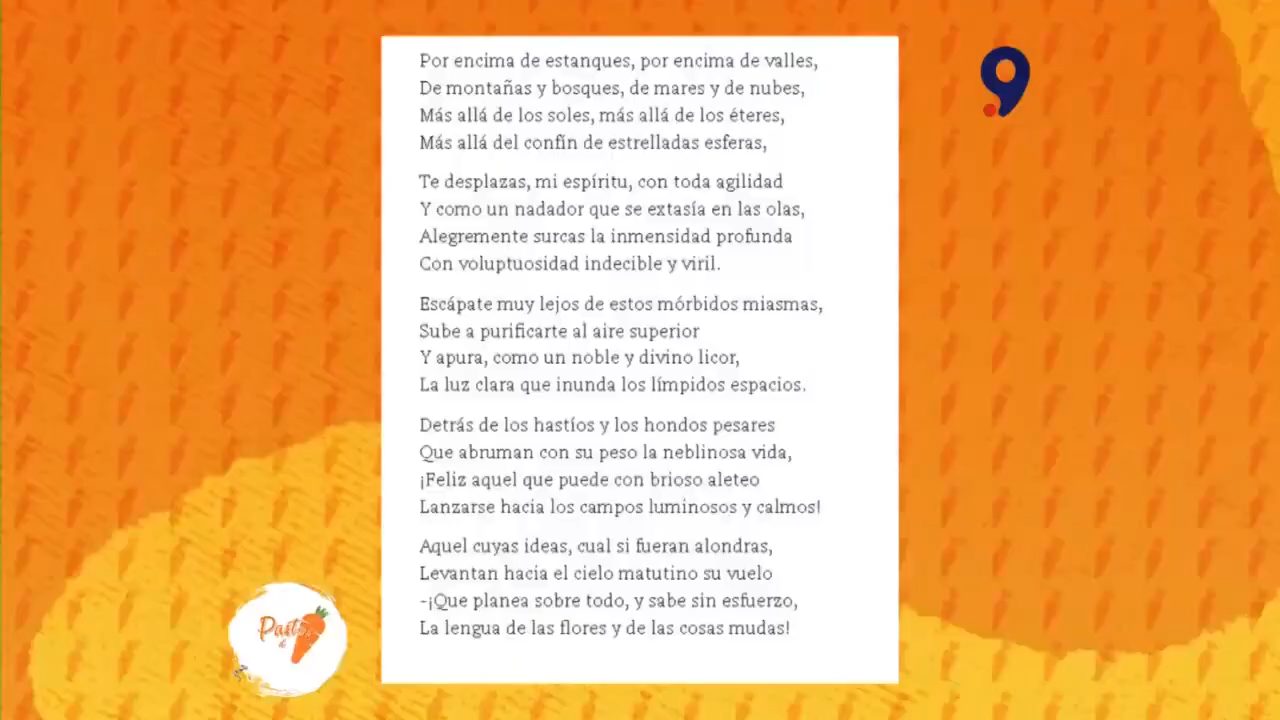 Por encima de estanques, por encima de valles,
De montañas y bosques, de mares y de nubes,
Más allá de los soles, más allá de los éteres,
Más allá del confín de estrelladas esferas,
Te desplazas, mi espíritu, con toda agilidad
Y como un nadador que se extasía en las olas,
Alegremente surcas la inmensidad profunda
Con voluptuosidad indecible y viril.
Escápate muy lejos de estos mórbidos miasmas,
Sube a purificarte al aire superior
Y apura, como un noble y divino licor,
La luz clara que inunda los límpidos espacios.
Detrás de los hastíos y los hondos pesares
Que abruman con su peso la neblinosa vida,
¡Feliz aquel que puede con brioso aleteo
Lanzarse hacia los campos luminosos y calmos!
Aquel cuyas ideas, cual si fueran alondras,
Levantan hacia el cielo matutino su vuelo
-¡Que planea sobre todo, y sabe sin esfuerzo,
La lengua de las flores y de las cosas mudas!
9